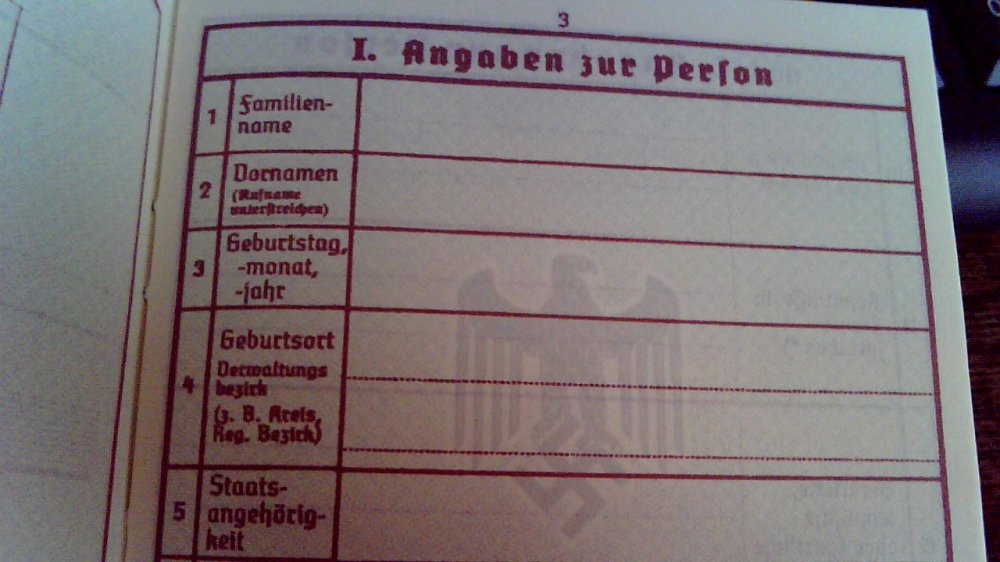 3
I. Angaben zur Person
1 Familien-
name
2 Vornamen
(Rufname
unterstreichen)
3 Geburtstag,
-monat,
-jahr
4 Geburtsort
Verwaltungs
bezirk
(z. B. Kreis,
Reg. Bezirk)
5 Staats-
angehörig-
keit